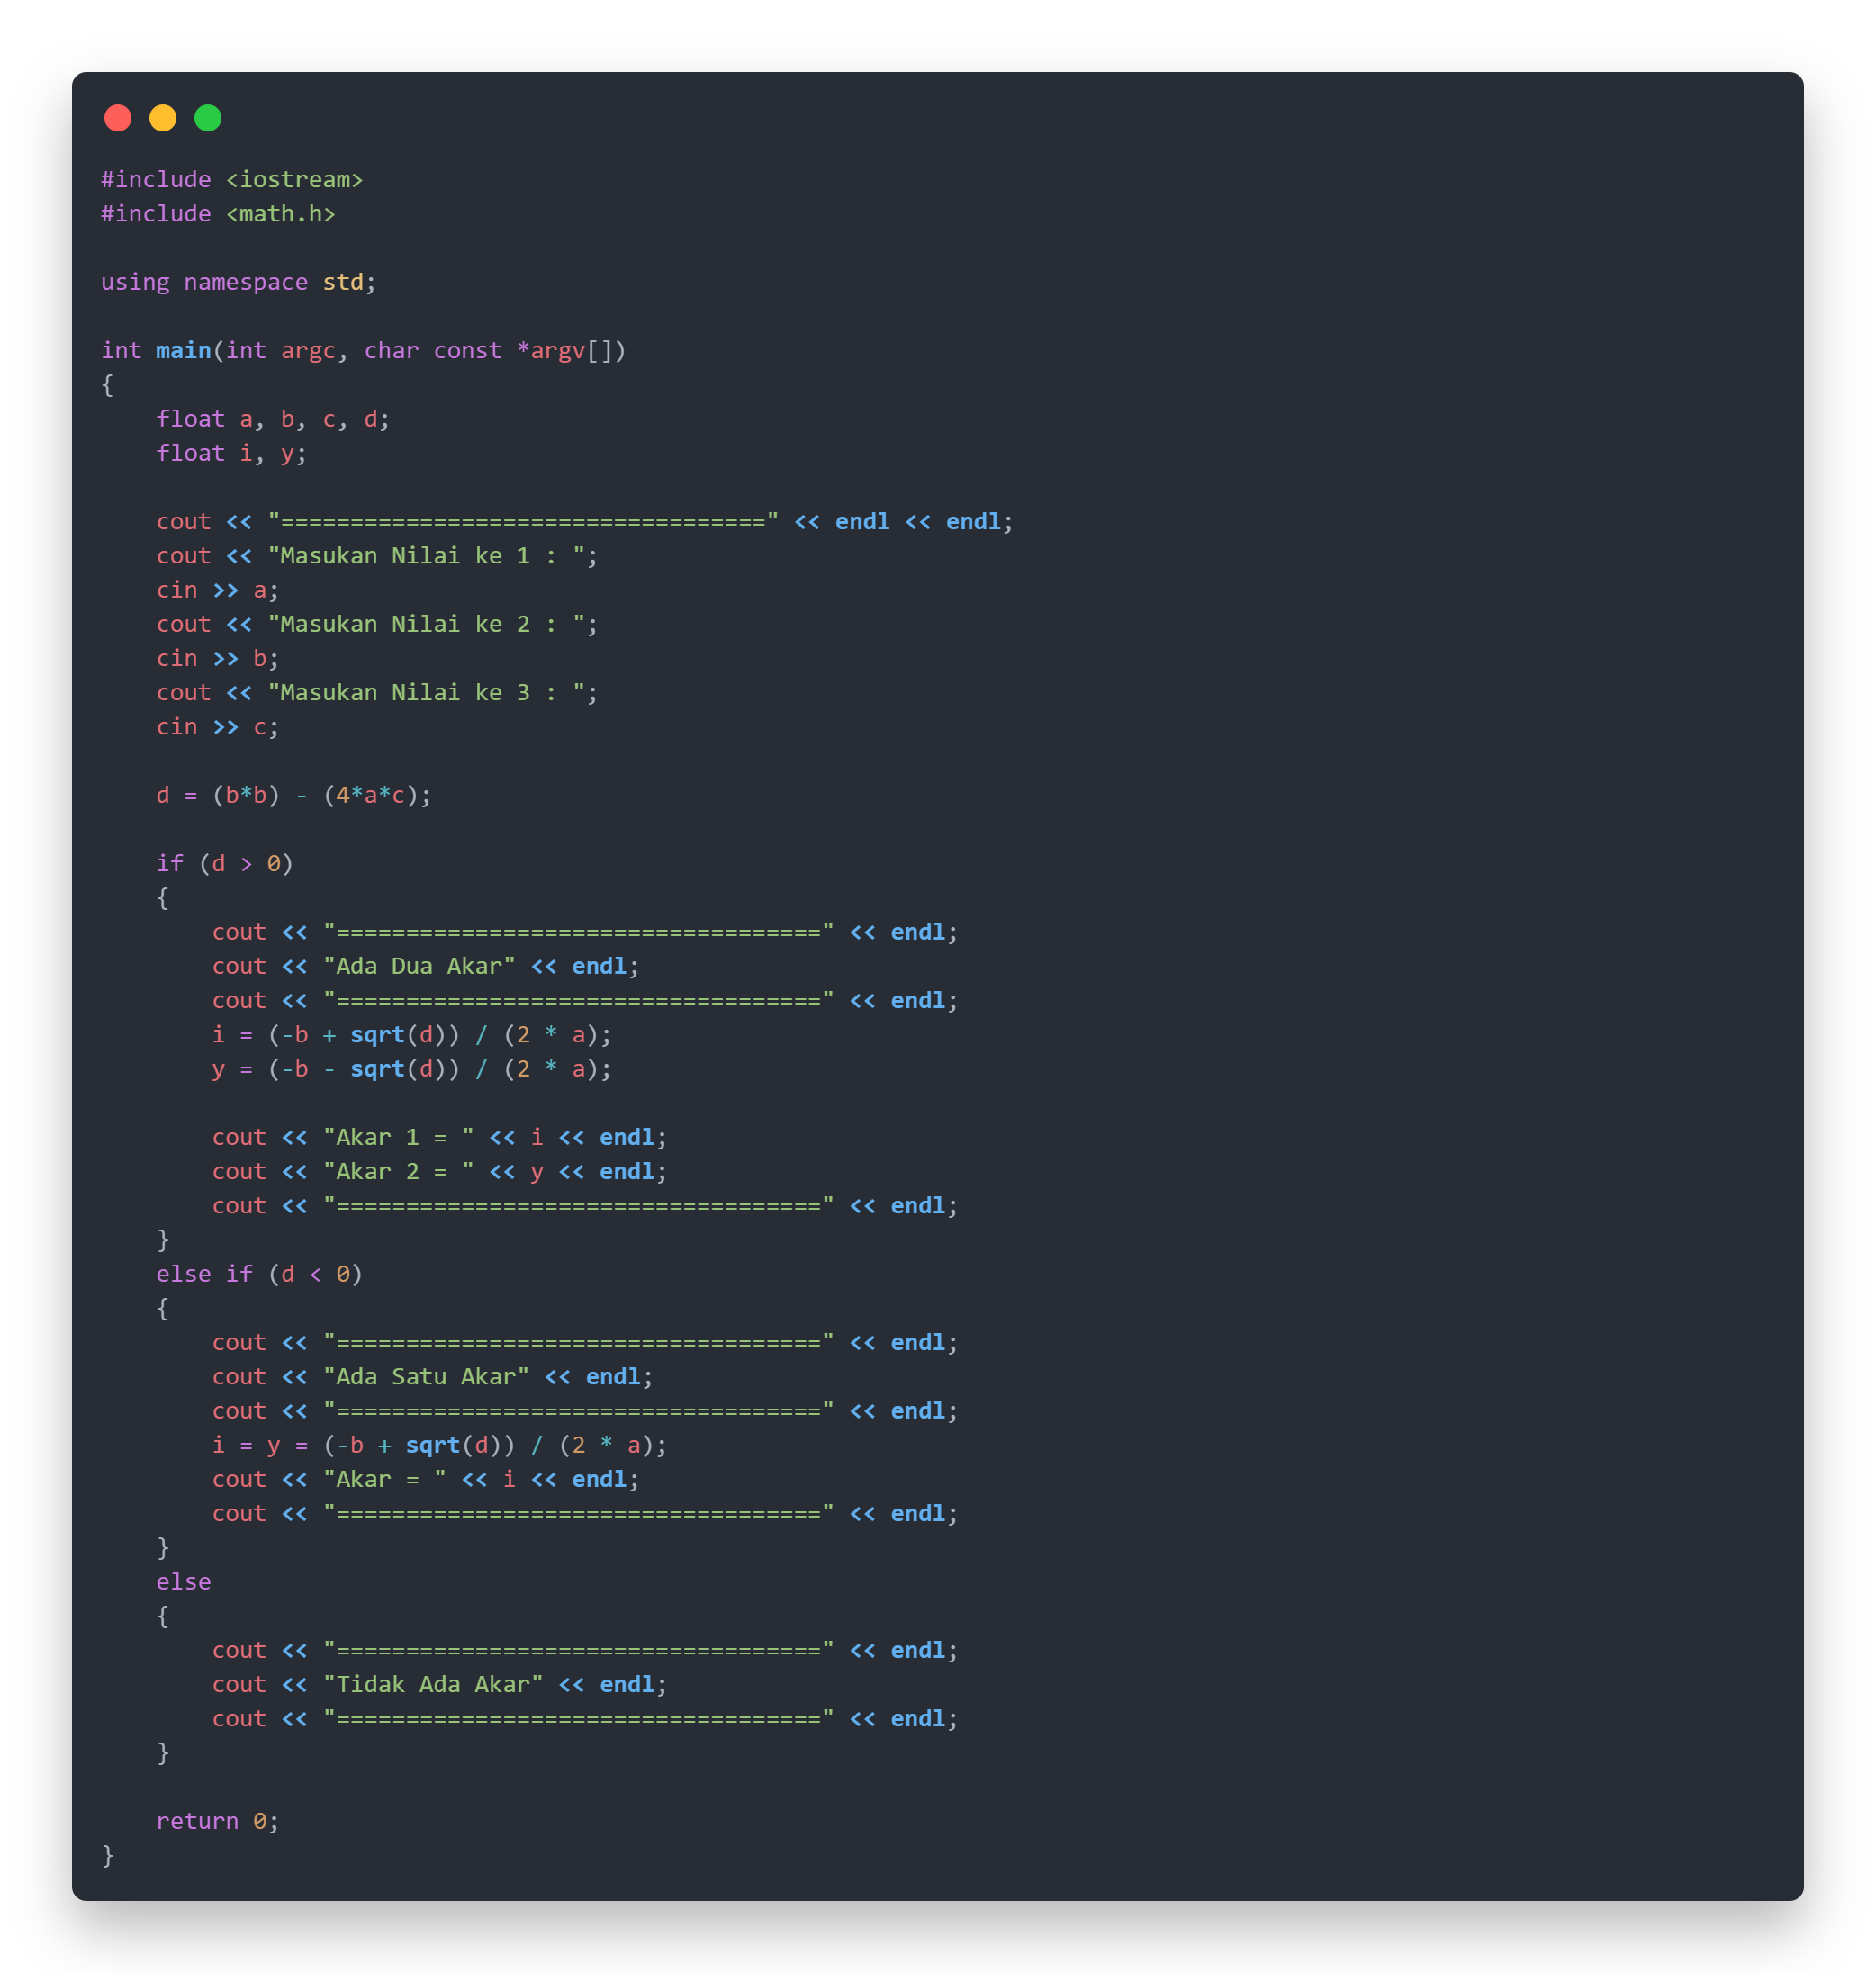 #include <iostream>
#include <math.h>

using namespace std;

int main(int argc, char const *argv[])
{
    float a, b, c, d;
    float i, y;

    cout << "===================================" << endl << endl;
    cout << "Masukan Nilai ke 1 : ";
    cin >> a;
    cout << "Masukan Nilai ke 2 : ";
    cin >> b;
    cout << "Masukan Nilai ke 3 : ";
    cin >> c;

    d = (b*b) - (4*a*c);

    if (d > 0)
    {
        cout << "===================================" << endl;
        cout << "Ada Dua Akar" << endl;
        cout << "===================================" << endl;
        i = (-b + sqrt(d)) / (2 * a);
        y = (-b - sqrt(d)) / (2 * a);

        cout << "Akar 1 = " << i << endl;
        cout << "Akar 2 = " << y << endl;
        cout << "===================================" << endl;
    }
    else if (d < 0)
    {
        cout << "===================================" << endl;
        cout << "Ada Satu Akar" << endl;
        cout << "===================================" << endl;
        i = y = (-b + sqrt(d)) / (2 * a);
        cout << "Akar = " << i << endl;
        cout << "===================================" << endl;
    }
    else
    {
        cout << "===================================" << endl;
        cout << "Tidak Ada Akar" << endl;
        cout << "===================================" << endl;
    }

    return 0;
}